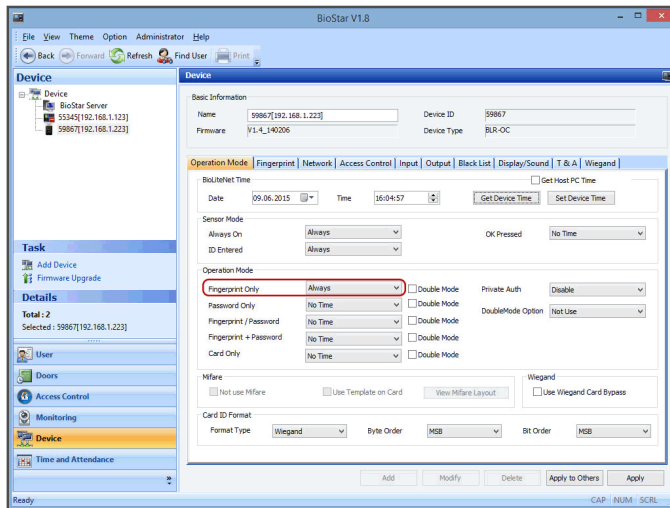 BioStar V1.8
File View Theme Option Administrator Help
Back Forward Refresh Find User Print
Device
Device
BioStar Server
55345[192.168.1.123]
59867[192.168.1.223]
Task
Add Device
Firmware Upgrade
Details
Total : 2
Selected : 59867[192.168.1.223]
User
Doors
Access Control
Monitoring
Device
Time and Attendance
Device
Basic Information
Name 59867[192.168.1.223] Device ID 59867
Firmware V1.4_140206 Device Type BLR-OC
Operation Mode Fingerprint Network Access Control Input Output Black List Display/Sound T & A Wiegand
BioLiteNet Time Get Host PC Time
Date 09.06.2015 Time 16:04:57 Get Device Time Set Device Time
Sensor Mode
Always On Always OK Pressed No Time
ID Entered Always
Operation Mode
Fingerprint Only Always Double Mode Private Auth Disable
Password Only No Time Double Mode DoubleMode Option Not Use
Fingerprint / Password No Time Double Mode
Fingerprint + Password No Time Double Mode
Card Only No Time Double Mode
Mifare Wiegand
Not use Mifare Use Template on Card View Mifare Layout Use Wiegand Card Bypass
Card ID Format
Format Type Wiegand Byte Order MSB Bit Order MSB
Add Modify Delete Apply to Others Apply
Ready CAP NUM SCRL